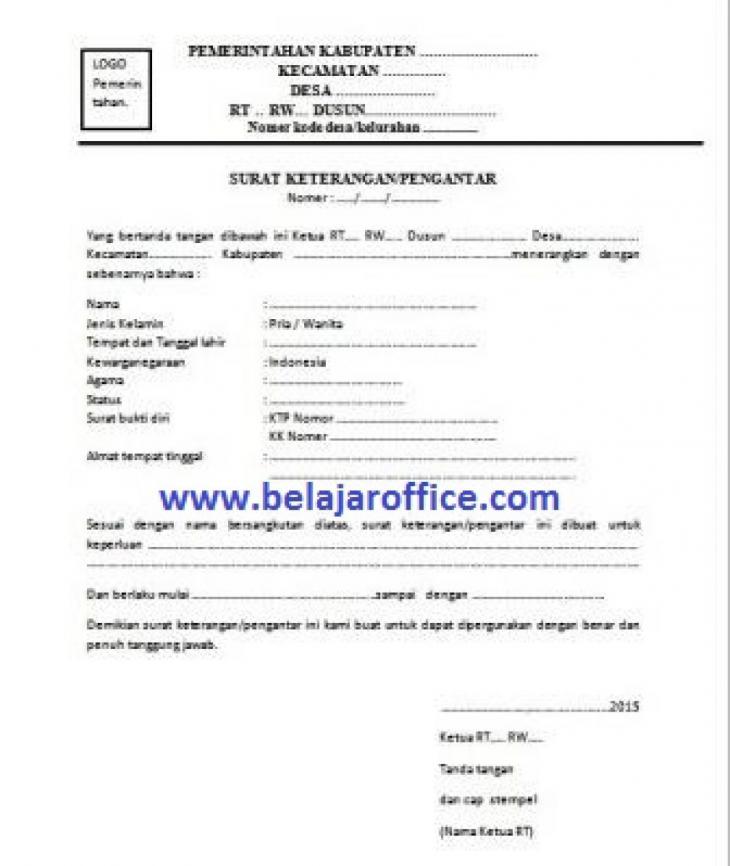 LOGO
Pemerin
tahan.
PEMERINTAHAN KABUPATEN ..............................
KECAMATAN ................
DESA ..........................
RT .. RW.... DUSUN..................................
Nomer kode desa/kelurahan ................
SURAT KETERANGAN/PENGANTAR
Nomer : ...../......../................
Yang bertanda tangan dibawah ini Ketua RT..... RW..... Dusun ...................... Desa......................
Kecamatan.................. Kabupaten ..............................................................menerangkan dengan
sebenarnya bahwa :
Nama : ............................................................
Jenis Kelamin : Pria / Wanita
Tempat dan Tanggal lahir : ............................................................
Kewarganegaraan : Indonesia
Agama : ......................................
Status : .......................................
Surat bukti diri : KTP Nomor ..............................................
KK Nomer ...............................................
Almat tempat tinggal : ........................................................................................
........................................................................................
www.belajaroffice.com
Sesuai dengan nama bersangkutan diatas, surat keterangan/pengantar ini dibuat untuk
keperluan ............................................................................................................................................
..............................................................................................................................................................
Dan berlaku mulai ....................................................sampai dengan ......................................
Demikian surat keterangan/pengantar ini kami buat untuk dapat dipergunakan dengan benar dan
penuh tanggung jawab.
................................................2015
Ketua RT..... RW.....
Tanda tangan
dan cap stempel
(Nama Ketua RT)